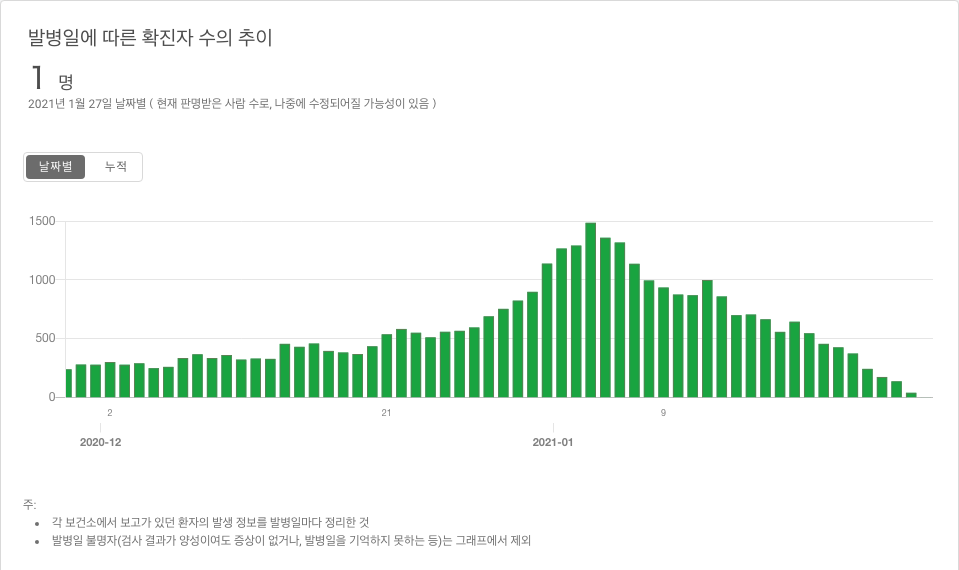 발병일에 따른 확진자 수의 추이
1 명
2021년 1월 27일 날짜별 ( 현재 판명받은 사람 수로, 나중에 수정되어질 가능성이 있음 )
날짜별 누적
1500
1000
500
0
2 21 9
2020-12 2021-01
주:
• 각 보건소에서 보고가 있던 환자의 발생 정보를 발병일마다 정리한 것
• 발병일 불명자(검사 결과가 양성이여도 증상이 없거나, 발병일을 기억하지 못하는 등)는 그래프에서 제외